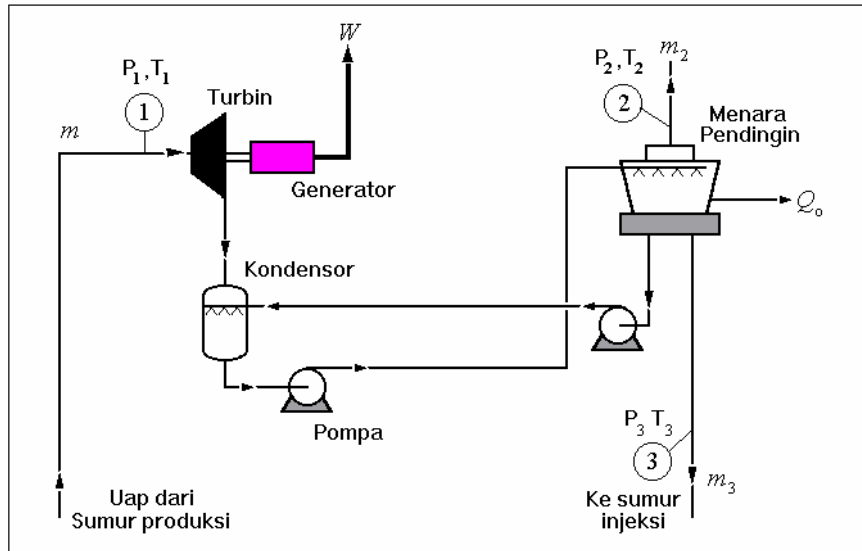 W
P₁,T₁
1
Turbin
m
Generator
P₂,T₂
m₂
2
Menara
Pendingin
Qₒ
Kondensor
Pompa
P₃ T₃
3
m₃
Uap dari
Sumur produksi
Ke sumur
injeksi